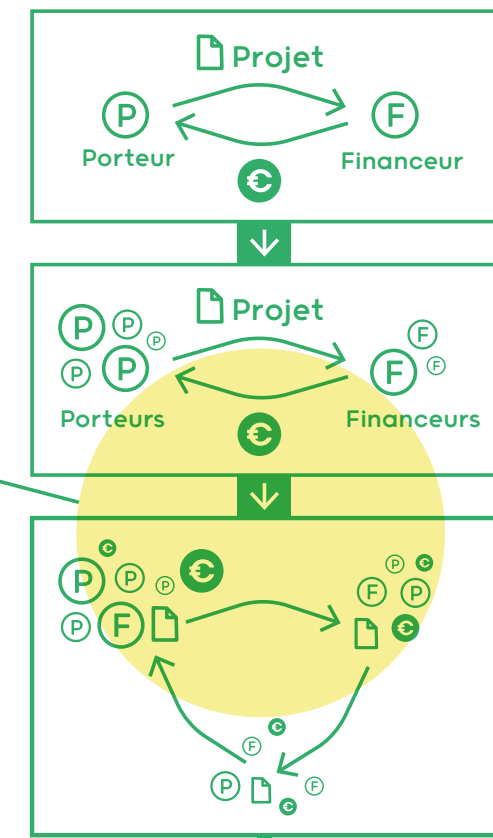 Projet
P
F
Porteur
Financeur
€
Projet
P P P
P P
F
F F
Porteurs
Financeurs
€
€
P P P €
P F
P €
F P
€
€
F
P F
€